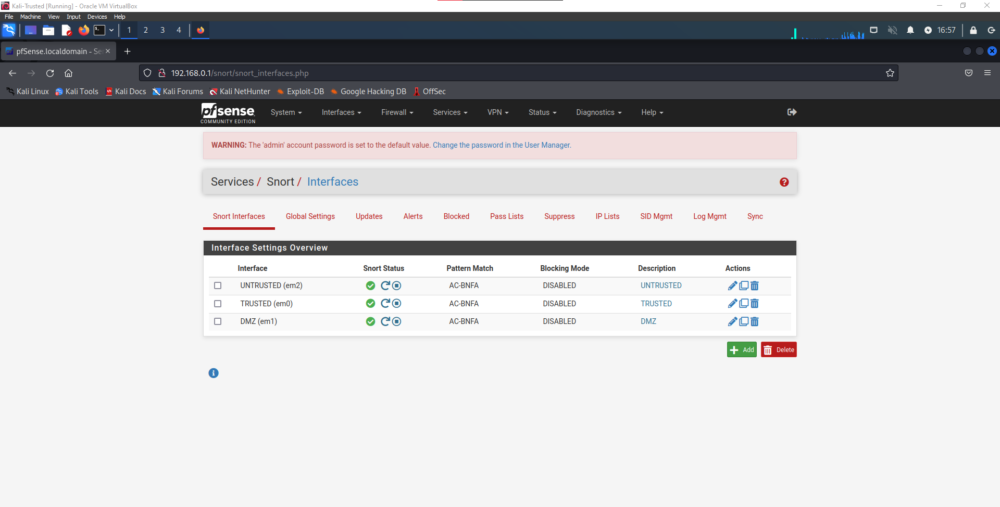 Kali-Trusted [Running] - Oracle VM VirtualBox
File Machine View Input Devices Help
1 2 3 4 16:57
pfSense.localdomain - Se
192.168.0.1/snort/snort_interfaces.php
Kali Linux Kali Tools Kali Docs Kali Forums Kali NetHunter Exploit-DB Google Hacking DB OffSec
pfsense System Interfaces Firewall Services VPN Status Diagnostics Help
COMMUNITY EDITION
WARNING: The 'admin' account password is set to the default value. Change the password in the User Manager.
Services / Snort / Interfaces
Snort Interfaces Global Settings Updates Alerts Blocked Pass Lists Suppress IP Lists SID Mgmt Log Mgmt Sync
Interface Settings Overview
Interface Snort Status Pattern Match Blocking Mode Description Actions
UNTRUSTED (em2) AC-BNFA DISABLED UNTRUSTED
TRUSTED (em0) AC-BNFA DISABLED TRUSTED
DMZ (em1) AC-BNFA DISABLED DMZ
Add Delete